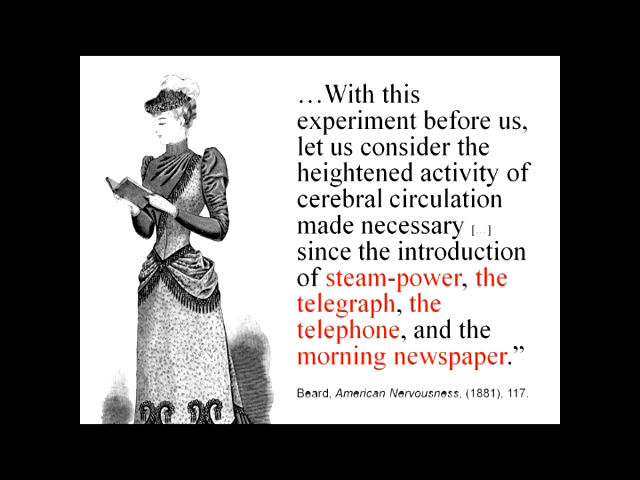 …With this
experiment before us,
let us consider the
heightened activity of
cerebral circulation
made necessary [...]
since the introduction
of steam-power, the
telegraph, the
telephone, and the
morning newspaper.”
Beard, American Nervousness, (1881), 117.